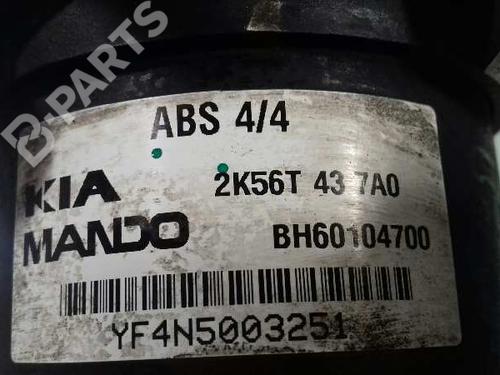 B-PARTS
ABS 4/4
KIA
2K56T 43 7A0
MANDO
BH60104700
YF4N5003251